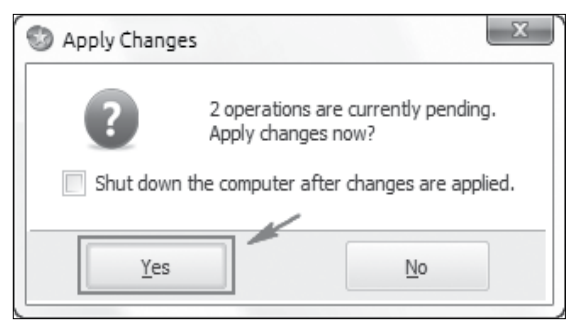 Apply Changes
2 operations are currently pending.
Apply changes now?
Shut down the computer after changes are applied.
Yes
No